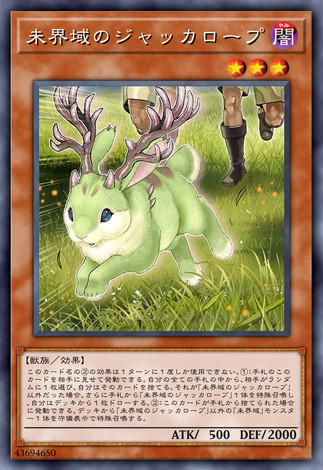 未界域のジャッカロープ
やみ
闇
【獣族/効果】
このカード名の②の効果は1ターンに1度しか使用できない。①:手札のこの
カードを相手に見せて発動できる。自分の全ての手札の中から、相手がランダ
ムに1枚選び、自分はそのカードを捨てる。それが「未界域のジャッカロープ」
以外だった場合、さらに手札から「未界域のジャッカロープ」1体を特殊召喚
し、自分はデッキから1枚ドローする。②:このカードが手札から捨てられた場合
に発動できる。デッキから「未界域のジャッカロープ」以外の「未界域」モンスタ
ー1体を守備表示で特殊召喚する。
ATK/ 500 DEF/2000
43694650